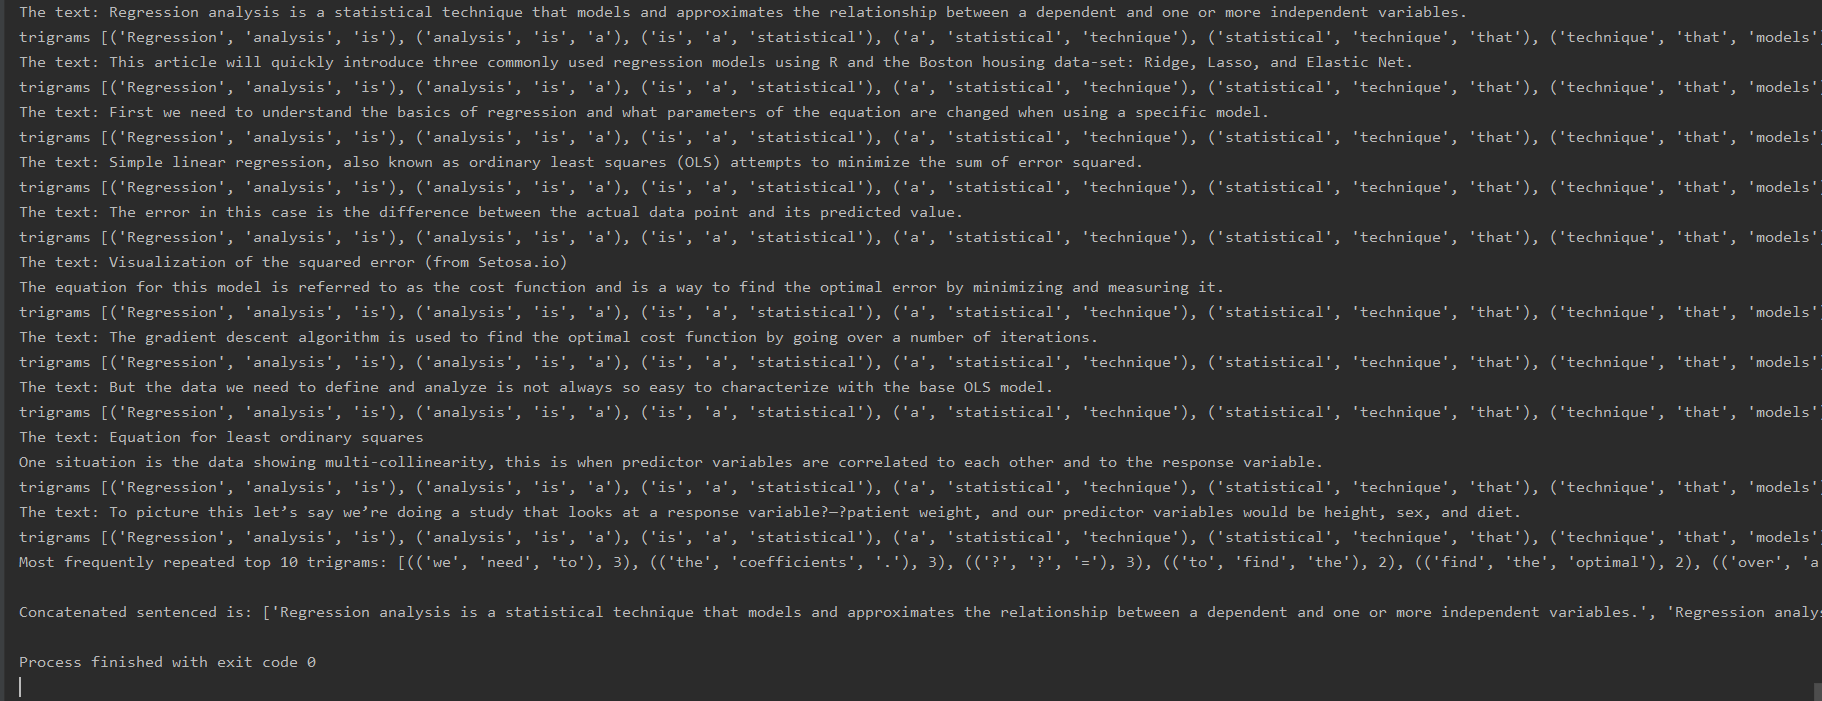 The text: Regression analysis is a statistical technique that models and approximates the relationship between a dependent and one or more independent variables.
trigrams [('Regression', 'analysis', 'is'), ('analysis', 'is', 'a'), ('is', 'a', 'statistical'), ('a', 'statistical', 'technique'), ('statistical', 'technique', 'that'), ('technique', 'that', 'models')
The text: This article will quickly introduce three commonly used regression models using R and the Boston housing data-set: Ridge, Lasso, and Elastic Net.
trigrams [('Regression', 'analysis', 'is'), ('analysis', 'is', 'a'), ('is', 'a', 'statistical'), ('a', 'statistical', 'technique'), ('statistical', 'technique', 'that'), ('technique', 'that', 'models')
The text: First we need to understand the basics of regression and what parameters of the equation are changed when using a specific model.
trigrams [('Regression', 'analysis', 'is'), ('analysis', 'is', 'a'), ('is', 'a', 'statistical'), ('a', 'statistical', 'technique'), ('statistical', 'technique', 'that'), ('technique', 'that', 'models')
The text: Simple linear regression, also known as ordinary least squares (OLS) attempts to minimize the sum of error squared.
trigrams [('Regression', 'analysis', 'is'), ('analysis', 'is', 'a'), ('is', 'a', 'statistical'), ('a', 'statistical', 'technique'), ('statistical', 'technique', 'that'), ('technique', 'that', 'models')
The text: The error in this case is the difference between the actual data point and its predicted value.
trigrams [('Regression', 'analysis', 'is'), ('analysis', 'is', 'a'), ('is', 'a', 'statistical'), ('a', 'statistical', 'technique'), ('statistical', 'technique', 'that'), ('technique', 'that', 'models')
The text: Visualization of the squared error (from Setosa.io)
The equation for this model is referred to as the cost function and is a way to find the optimal error by minimizing and measuring it.
trigrams [('Regression', 'analysis', 'is'), ('analysis', 'is', 'a'), ('is', 'a', 'statistical'), ('a', 'statistical', 'technique'), ('statistical', 'technique', 'that'), ('technique', 'that', 'models')
The text: The gradient descent algorithm is used to find the optimal cost function by going over a number of iterations.
trigrams [('Regression', 'analysis', 'is'), ('analysis', 'is', 'a'), ('is', 'a', 'statistical'), ('a', 'statistical', 'technique'), ('statistical', 'technique', 'that'), ('technique', 'that', 'models')
The text: But the data we need to define and analyze is not always so easy to characterize with the base OLS model.
trigrams [('Regression', 'analysis', 'is'), ('analysis', 'is', 'a'), ('is', 'a', 'statistical'), ('a', 'statistical', 'technique'), ('statistical', 'technique', 'that'), ('technique', 'that', 'models')
The text: Equation for least ordinary squares
One situation is the data showing multi-collinearity, this is when predictor variables are correlated to each other and to the response variable.
trigrams [('Regression', 'analysis', 'is'), ('analysis', 'is', 'a'), ('is', 'a', 'statistical'), ('a', 'statistical', 'technique'), ('statistical', 'technique', 'that'), ('technique', 'that', 'models')
The text: To picture this let’s say we’re doing a study that looks at a response variable?—?patient weight, and our predictor variables would be height, sex, and diet.
trigrams [('Regression', 'analysis', 'is'), ('analysis', 'is', 'a'), ('is', 'a', 'statistical'), ('a', 'statistical', 'technique'), ('statistical', 'technique', 'that'), ('technique', 'that', 'models')
Most frequently repeated top 10 trigrams: [(('we', 'need', 'to'), 3), (('the', 'coefficients', '.'), 3), (('?', '?', '='), 3), (('to', 'find', 'the'), 2), (('find', 'the', 'optimal'), 2), (('over', 'a
Concatenated sentenced is: ['Regression analysis is a statistical technique that models and approximates the relationship between a dependent and one or more independent variables.', 'Regression analys
Process finished with exit code 0